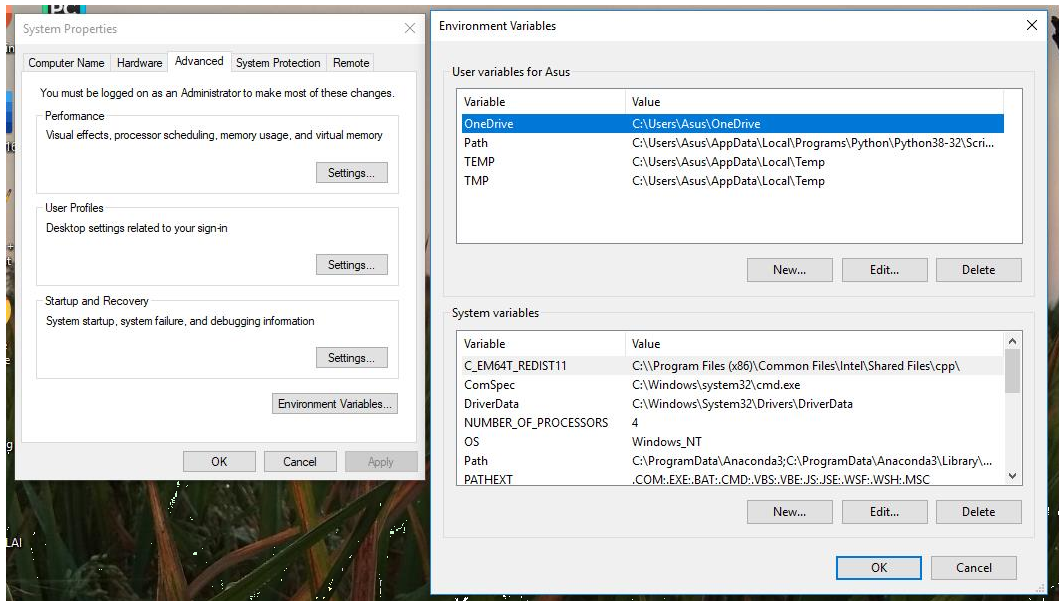 PC
System Properties
Computer Name Hardware Advanced System Protection Remote
You must be logged on as an Administrator to make most of these changes.
Performance
Visual effects, processor scheduling, memory usage, and virtual memory
Settings...
User Profiles
Desktop settings related to your sign-in
Settings...
Startup and Recovery
System startup, system failure, and debugging information
Settings...
Environment Variables...
OK Cancel Apply
LAI
Environment Variables
User variables for Asus
Variable Value
OneDrive C:\Users\Asus\OneDrive
Path C:\Users\Asus\AppData\Local\Programs\Python\Python38-32\Scri...
TEMP C:\Users\Asus\AppData\Local\Temp
TMP C:\Users\Asus\AppData\Local\Temp
New... Edit... Delete
System variables
Variable Value
C_EM64T_REDIST11 C:\\Program Files (x86)\Common Files\Intel\Shared Files\cpp\
ComSpec C:\Windows\system32\cmd.exe
DriverData C:\Windows\System32\Drivers\DriverData
NUMBER_OF_PROCESSORS 4
OS Windows_NT
Path C:\ProgramData\Anaconda3;C:\ProgramData\Anaconda3\Library\...
PATHEXT .COM;.EXE;.BAT;.CMD;.VBS;.VBE;.JS;.JSE;.WSF;.WSH;.MSC
New... Edit... Delete
OK Cancel